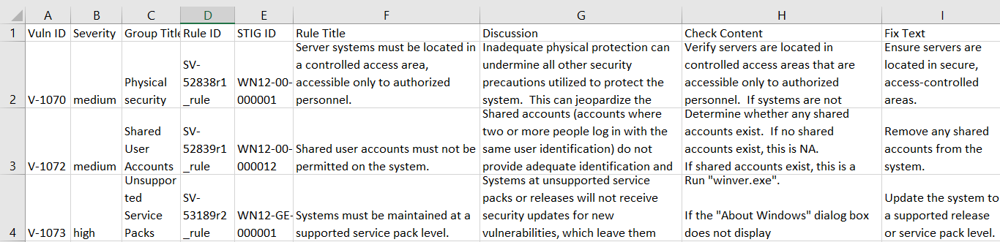 A B C D E F G H I
1 Vuln ID Severity Group Title Rule ID STIG ID Rule Title Discussion Check Content Fix Text
2 V-1070 medium
Physical
security
SV-
52838r1
_rule
WN12-00-
000001
Server systems must be located in
a controlled access area,
accessible only to authorized
personnel.
Inadequate physical protection can
undermine all other security
precautions utilized to protect the
system.  This can jeopardize the
Verify servers are located in
controlled access areas that are
accessible only to authorized
personnel.  If systems are not
Ensure servers are
located in secure,
access-controlled
areas.
3 V-1072 medium
Shared
User
Accounts
SV-
52839r1
_rule
WN12-00-
000012
Shared user accounts must not be
permitted on the system.
Shared accounts (accounts where
two or more people log in with the
same user identification) do not
provide adequate identification and
Determine whether any shared
accounts exist.  If no shared
accounts exist, this is NA.
If shared accounts exist, this is a
Remove any shared
accounts from the
system.
4 V-1073 high
Unsuppor
ted
Service
Packs
SV-
53189r2
_rule
WN12-GE-
000001
Systems must be maintained at a
supported service pack level.
Systems at unsupported service
packs or releases will not receive
security updates for new
vulnerabilities, which leave them
Run "winver.exe".
If the "About Windows" dialog box
does not display
Update the system to
a supported release
or service pack level.